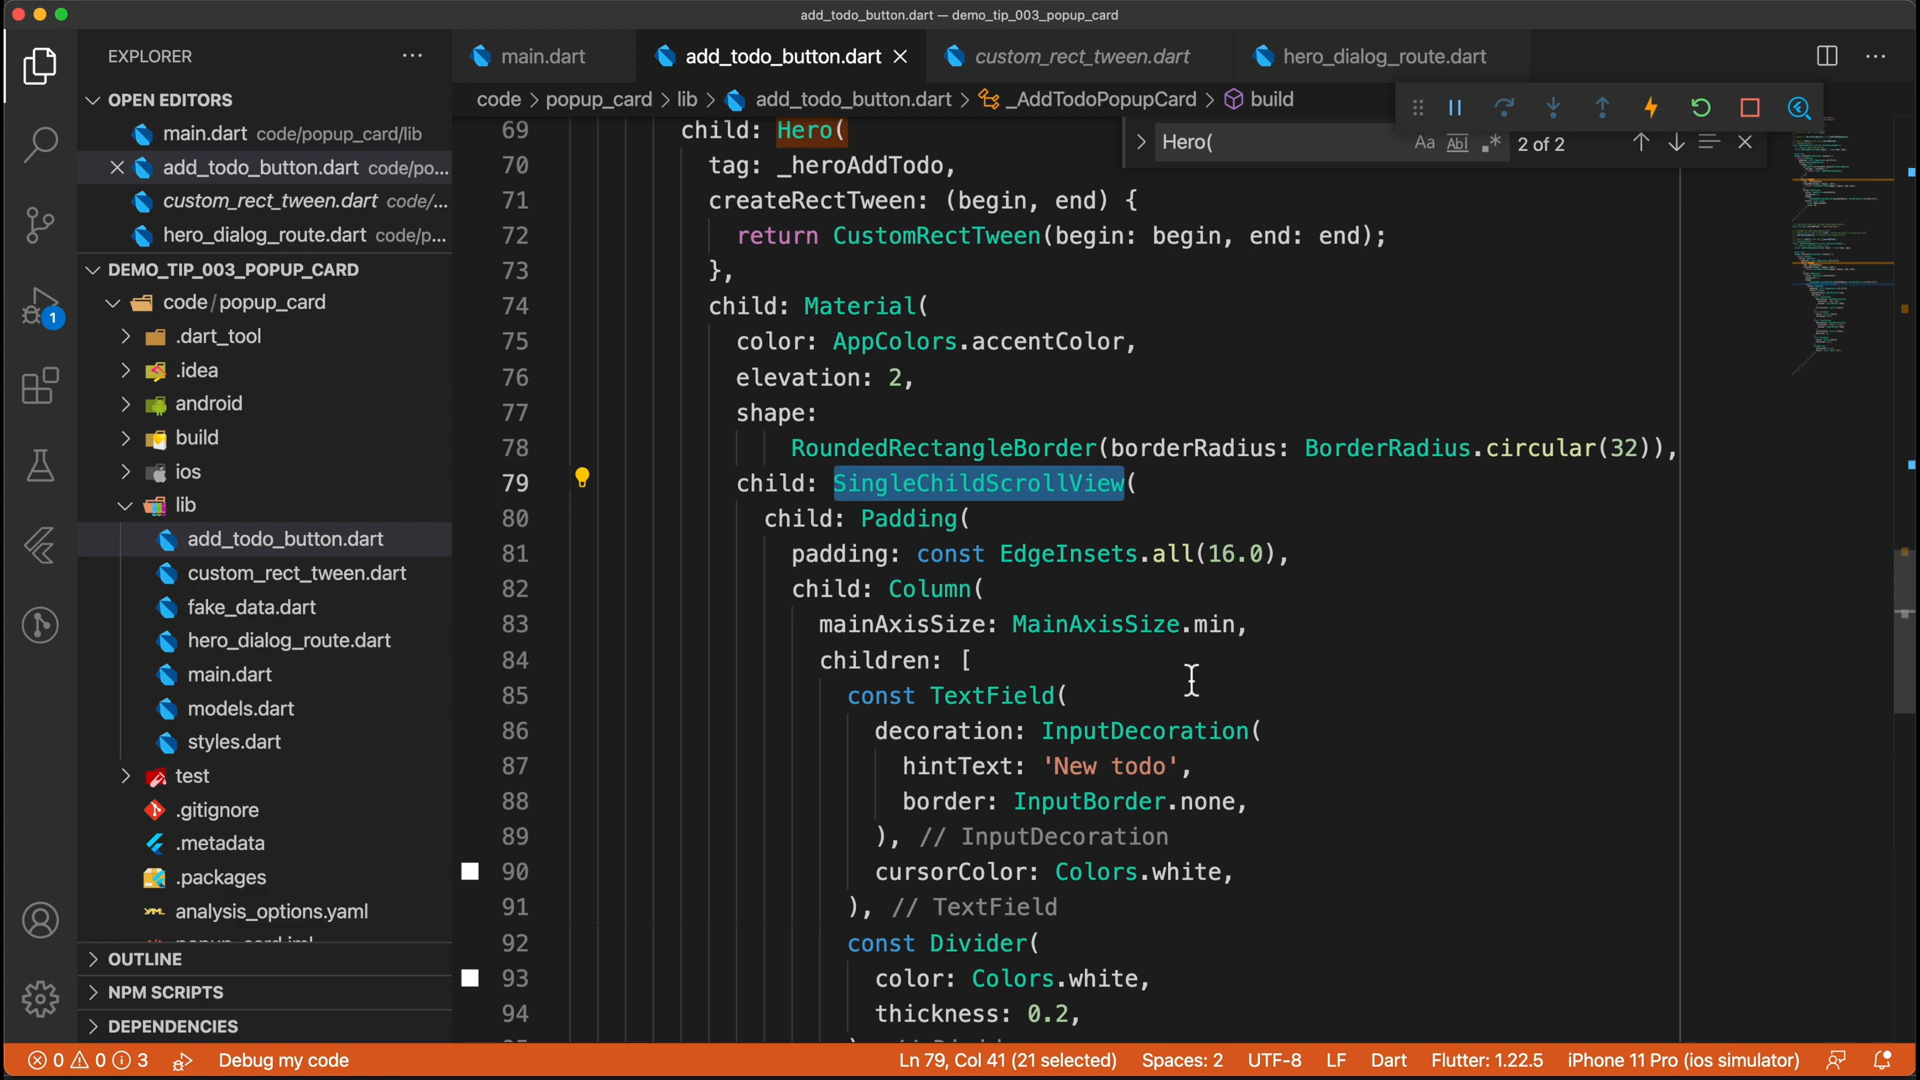 add_todo_button.dart — demo_tip_003_popup_card
EXPLORER
main.dart
add_todo_button.dart
custom_rect_tween.dart
hero_dialog_route.dart
OPEN EDITORS
main.dart code/popup_card/lib
add_todo_button.dart code/po...
custom_rect_tween.dart code/...
hero_dialog_route.dart code/p...
DEMO_TIP_003_POPUP_CARD
code / popup_card
.dart_tool
.idea
android
build
ios
lib
add_todo_button.dart
custom_rect_tween.dart
fake_data.dart
hero_dialog_route.dart
main.dart
models.dart
styles.dart
test
.gitignore
.metadata
.packages
analysis_options.yaml
OUTLINE
NPM SCRIPTS
DEPENDENCIES
1
code > popup_card > lib > add_todo_button.dart > _AddTodoPopupCard > build
Hero(
Aa Abl .* 2 of 2
69 child: Hero(
70 tag: _heroAddTodo,
71 createRectTween: (begin, end) {
72 return CustomRectTween(begin: begin, end: end);
73 },
74 child: Material(
75 color: AppColors.accentColor,
76 elevation: 2,
77 shape:
78 RoundedRectangleBorder(borderRadius: BorderRadius.circular(32)),
79 child: SingleChildScrollView(
80 child: Padding(
81 padding: const EdgeInsets.all(16.0),
82 child: Column(
83 mainAxisSize: MainAxisSize.min,
84 children: [
85 const TextField(
86 decoration: InputDecoration(
87 hintText: 'New todo',
88 border: InputBorder.none,
89 ), // InputDecoration
90 cursorColor: Colors.white,
91 ), // TextField
92 const Divider(
93 color: Colors.white,
94 thickness: 0.2,
0 0 3 Debug my code
Ln 79, Col 41 (21 selected) Spaces: 2 UTF-8 LF Dart Flutter: 1.22.5 iPhone 11 Pro (ios simulator)